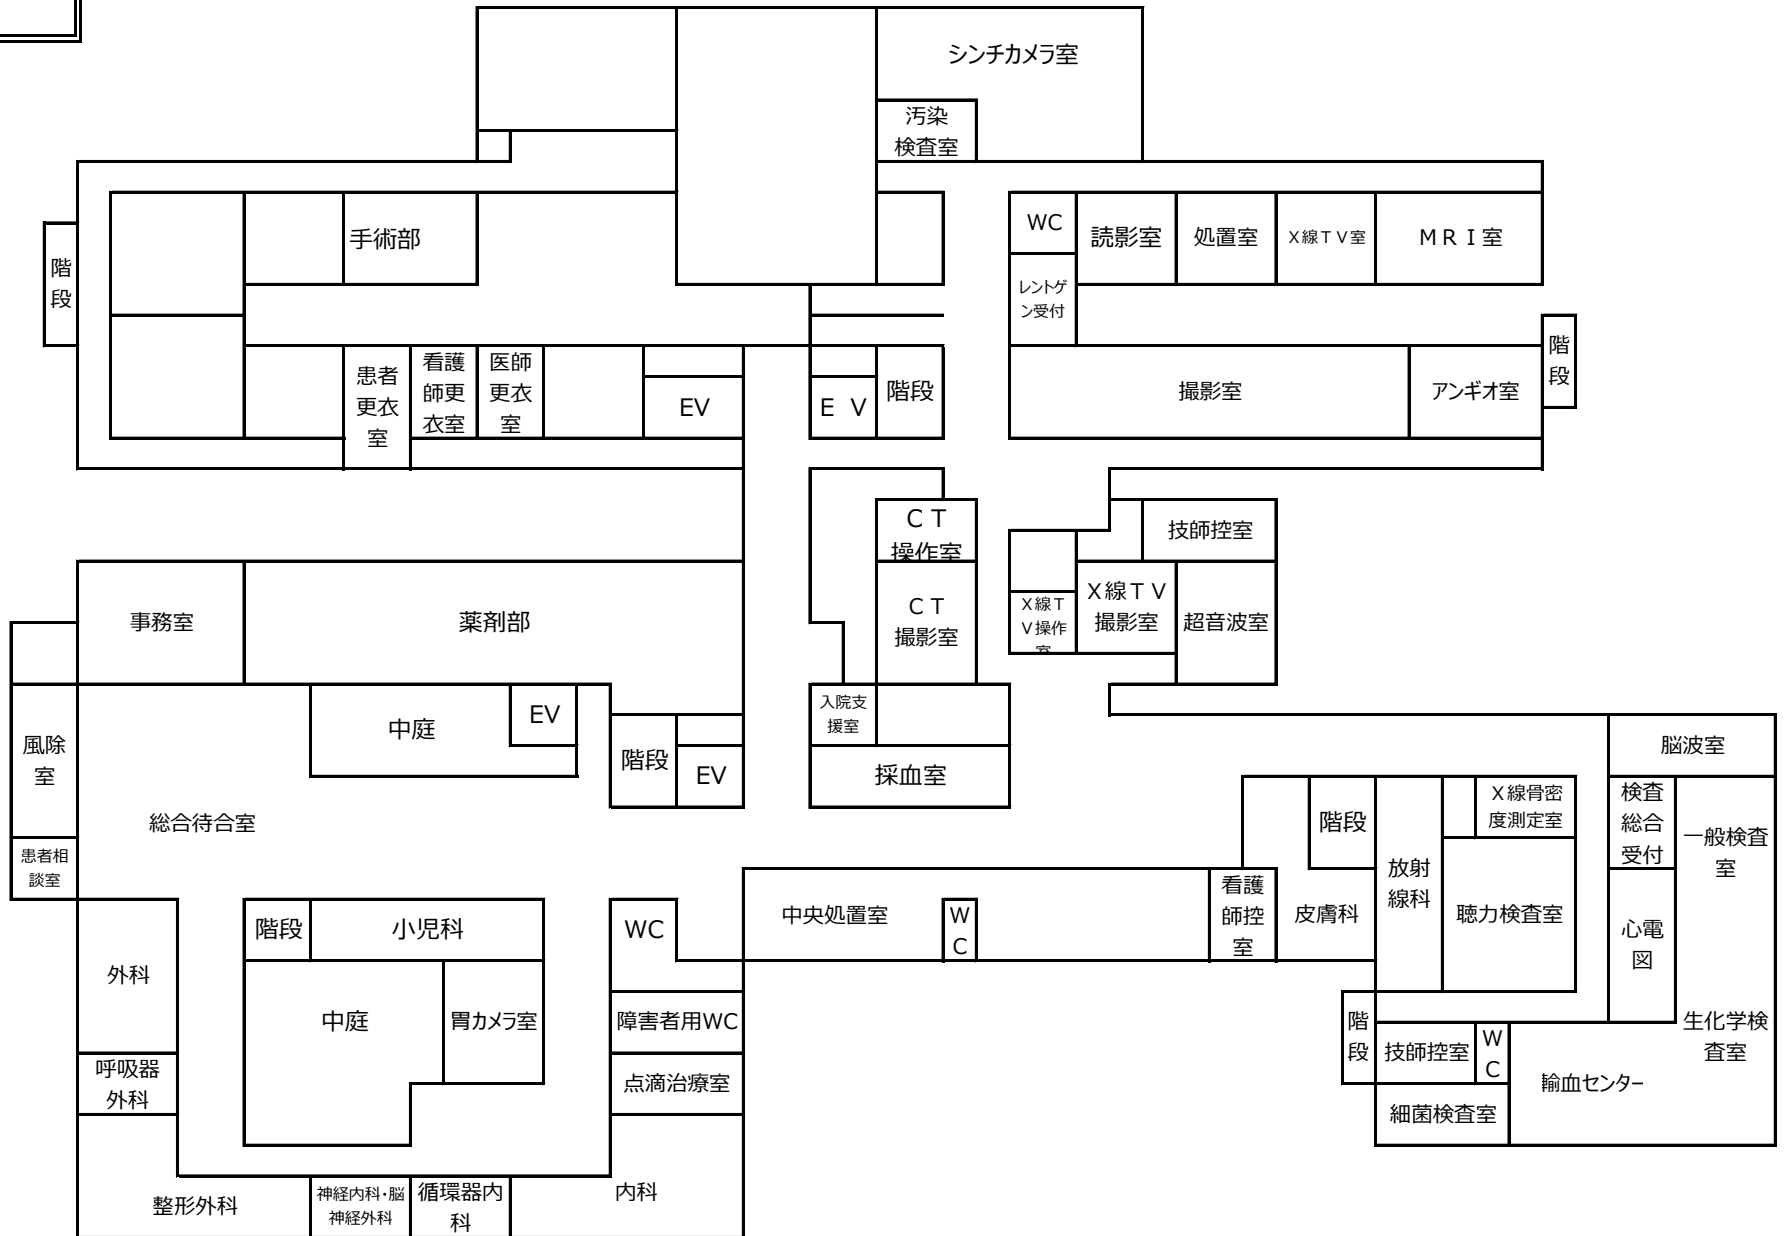 シンチカメラ室
汚染
検査室
手術部
WC
読影室
処置室
X線TV室
MRI室
階
段
レントゲ
ン受付
患者
更衣
室
看護
師更
衣室
医師
更衣
室
EV
E V
階段
撮影室
アンギオ室
階
段
CT
操作室
技師控室
CT
撮影室
X線T
V操作
室
X線TV
撮影室
超音波室
事務室
薬剤部
風除
室
中庭
EV
階段
EV
入院支
援室
採血室
総合待合室
患者相
談室
脳波室
階段
放射
線科
X線骨密
度測定室
検査
総合
受付
一般検査
室
中央処置室
W
C
看護
師控
室
皮膚科
聴力検査室
心電
図
階段
小児科
WC
外科
中庭
胃カメラ室
障害者用WC
階
段
技師控室
W
C
生化学検
査室
呼吸器
外科
点滴治療室
輸血センター
細菌検査室
整形外科
神経内科・脳
神経外科
循環器内
科
内科